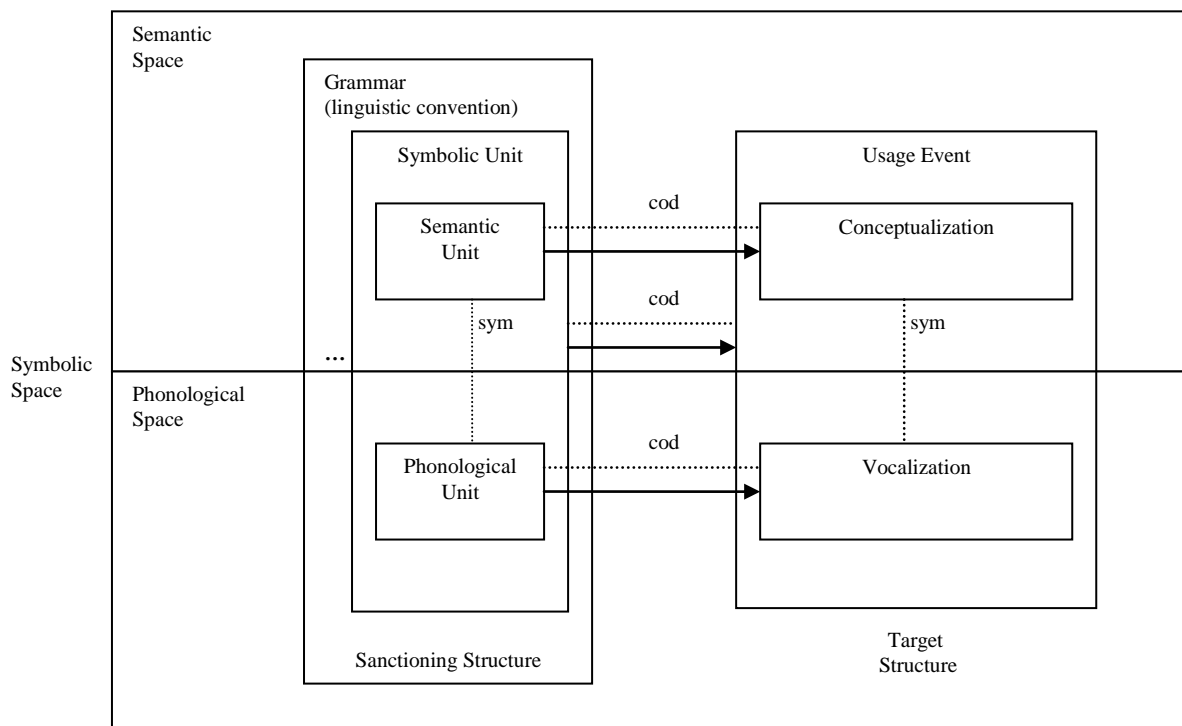 Semantic
Space
Grammar
(linguistic convention)
Symbolic Unit
Usage Event
cod
Semantic
Unit
Conceptualization
cod
sym
sym
...
Symbolic
Space
Phonological
Space
cod
Phonological
Unit
Vocalization
Sanctioning Structure
Target
Structure